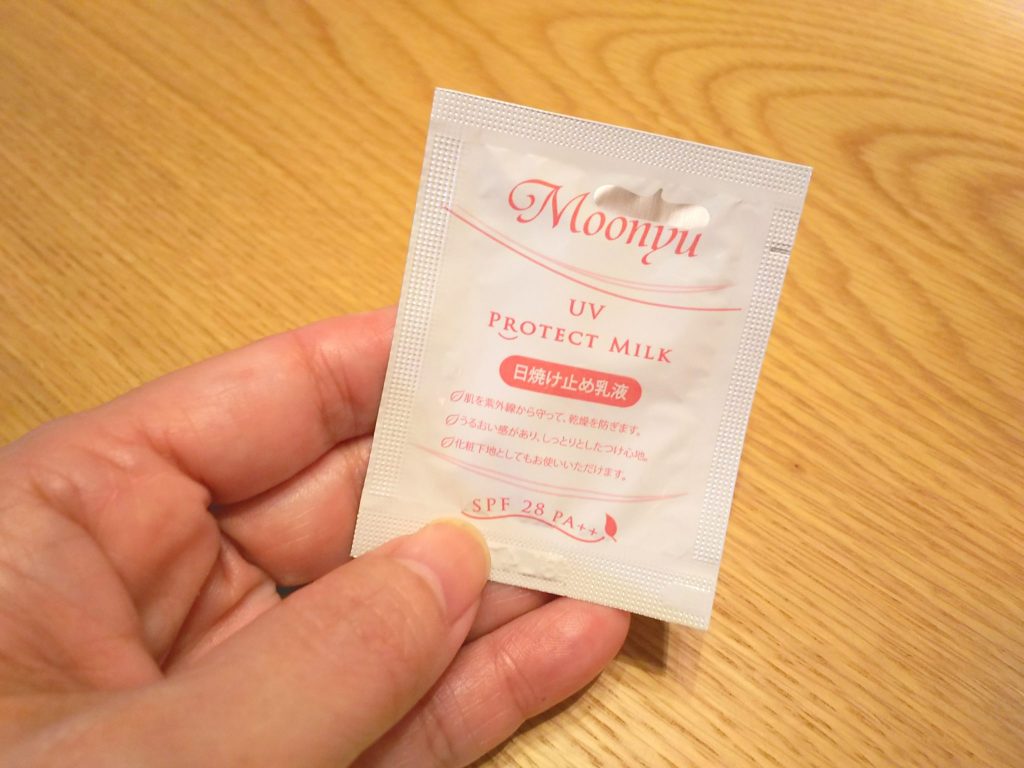 Moonyu
UV
PROTECT MILK
日焼け止め乳液
肌を紫外線から守って、乾燥を防ぎます。
うるおい感があり、しっとりとしたつけ心地。
化粧下地としてもお使いいただけます。
SPF 28 PA++